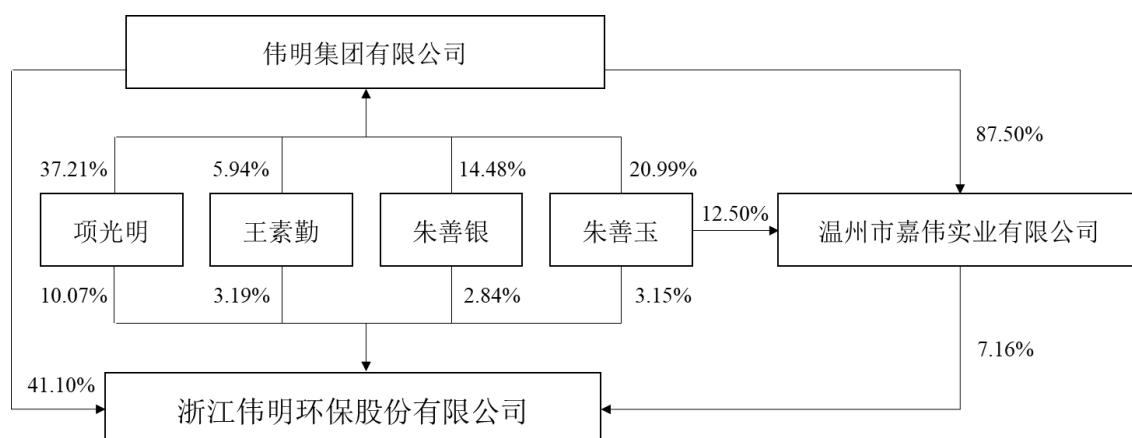 伟明集团有限公司
87.50%
37.21%
5.94%
14.48%
20.99%
项光明
王素勤
朱善银
朱善玉
12.50%
温州市嘉伟实业有限公司
10.07%
3.19%
2.84%
3.15%
7.16%
41.10%
浙江伟明环保股份有限公司